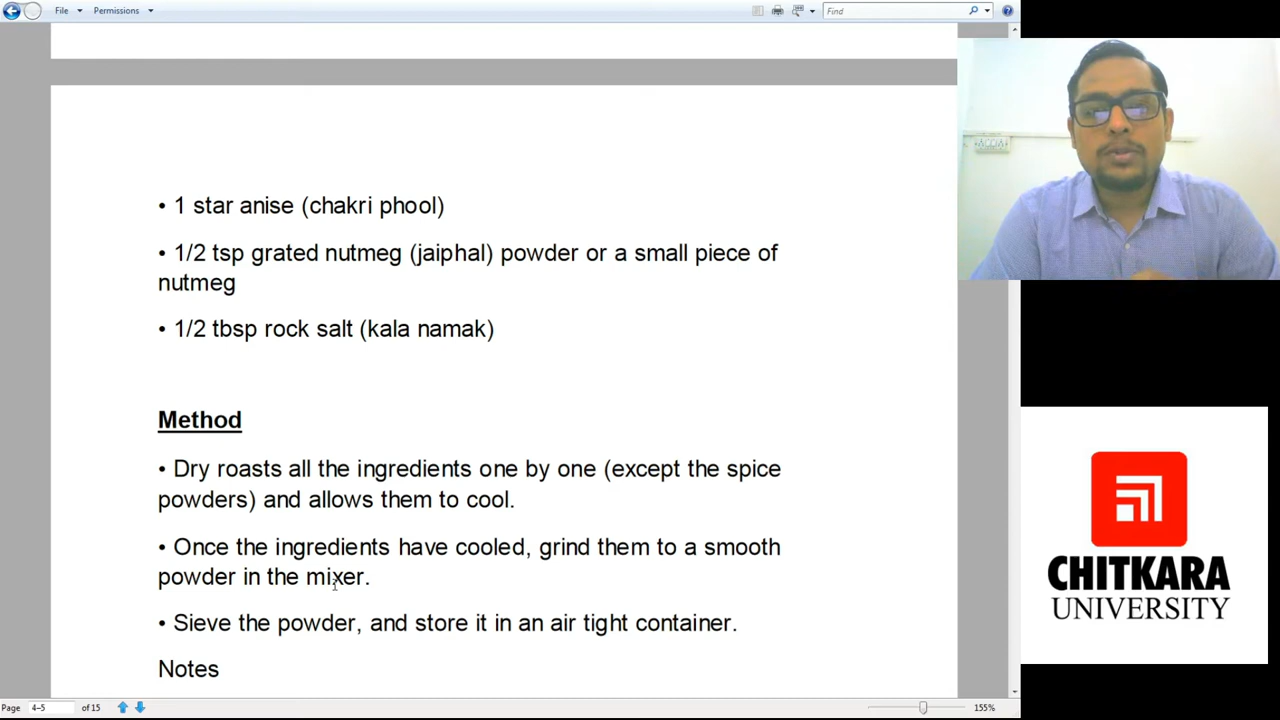 File
Permissions
Find
• 1 star anise (chakri phool)
• 1/2 tsp grated nutmeg (jaiphal) powder or a small piece of
nutmeg
• 1/2 tbsp rock salt (kala namak)
Method
• Dry roasts all the ingredients one by one (except the spice
powders) and allows them to cool.
• Once the ingredients have cooled, grind them to a smooth
powder in the mixer.
• Sieve the powder, and store it in an air tight container.
Notes
CHITKARA
UNIVERSITY
Page 4–5 of 15
155%